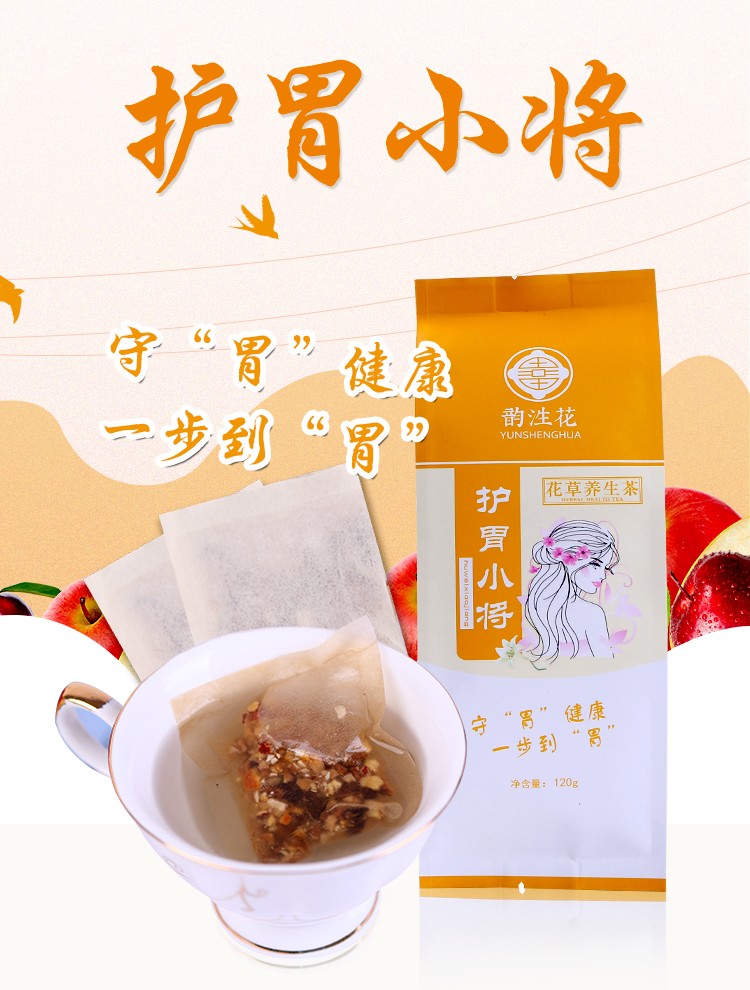 护胃小将
守“胃”健康
一步到“胃”
韵泩花
YUNSHENGHUA
花草养生茶
HERBAL HEALTH TEA
护胃小将
huweixiaojiang
守“胃”健康
一步到“胃”
净含量：120g